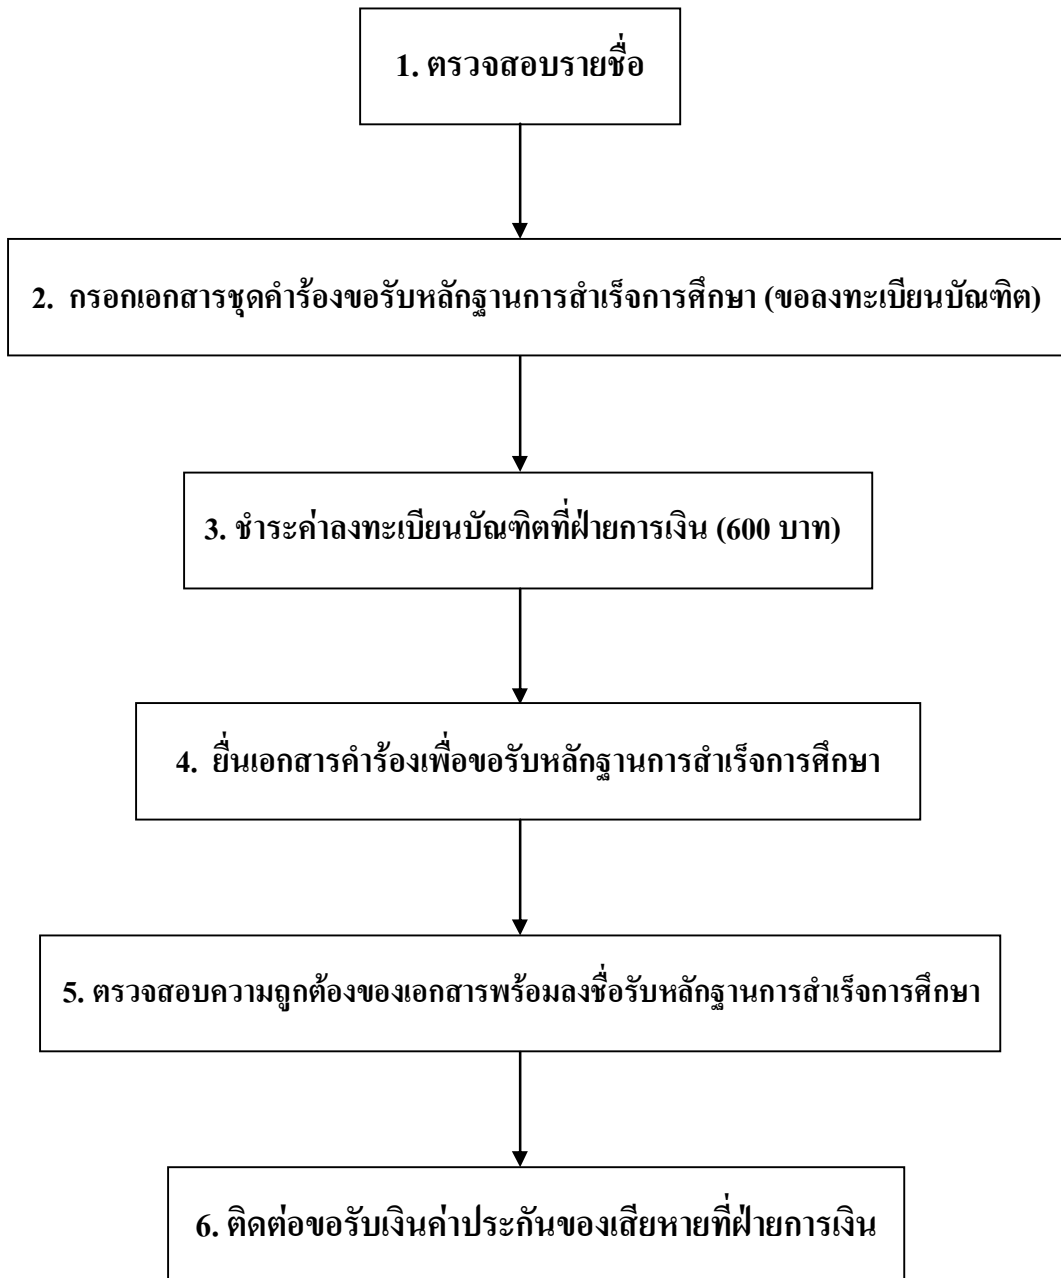 1. ตรวจสอบรายชื่อ
2. กรอกเอกสารชุดคำร้องขอรับหลักฐานการสำเร็จการศึกษา (ขอลงทะเบียนบัณฑิต)
3. ชำระค่าลงทะเบียนบัณฑิตที่ฝ่ายการเงิน (600 บาท)
4. ยื่นเอกสารคำร้องเพื่อขอรับหลักฐานการสำเร็จการศึกษา
5. ตรวจสอบความถูกต้องของเอกสารพร้อมลงชื่อรับหลักฐานการสำเร็จการศึกษา
6. ติดต่อขอรับเงินค่าประกันของเสียหายที่ฝ่ายการเงิน